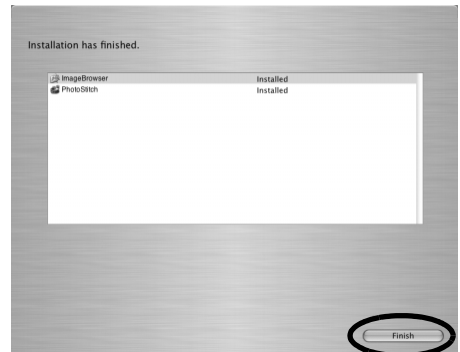 Installation has finished.
ImageBrowser Installed
PhotoStitch Installed
Finish